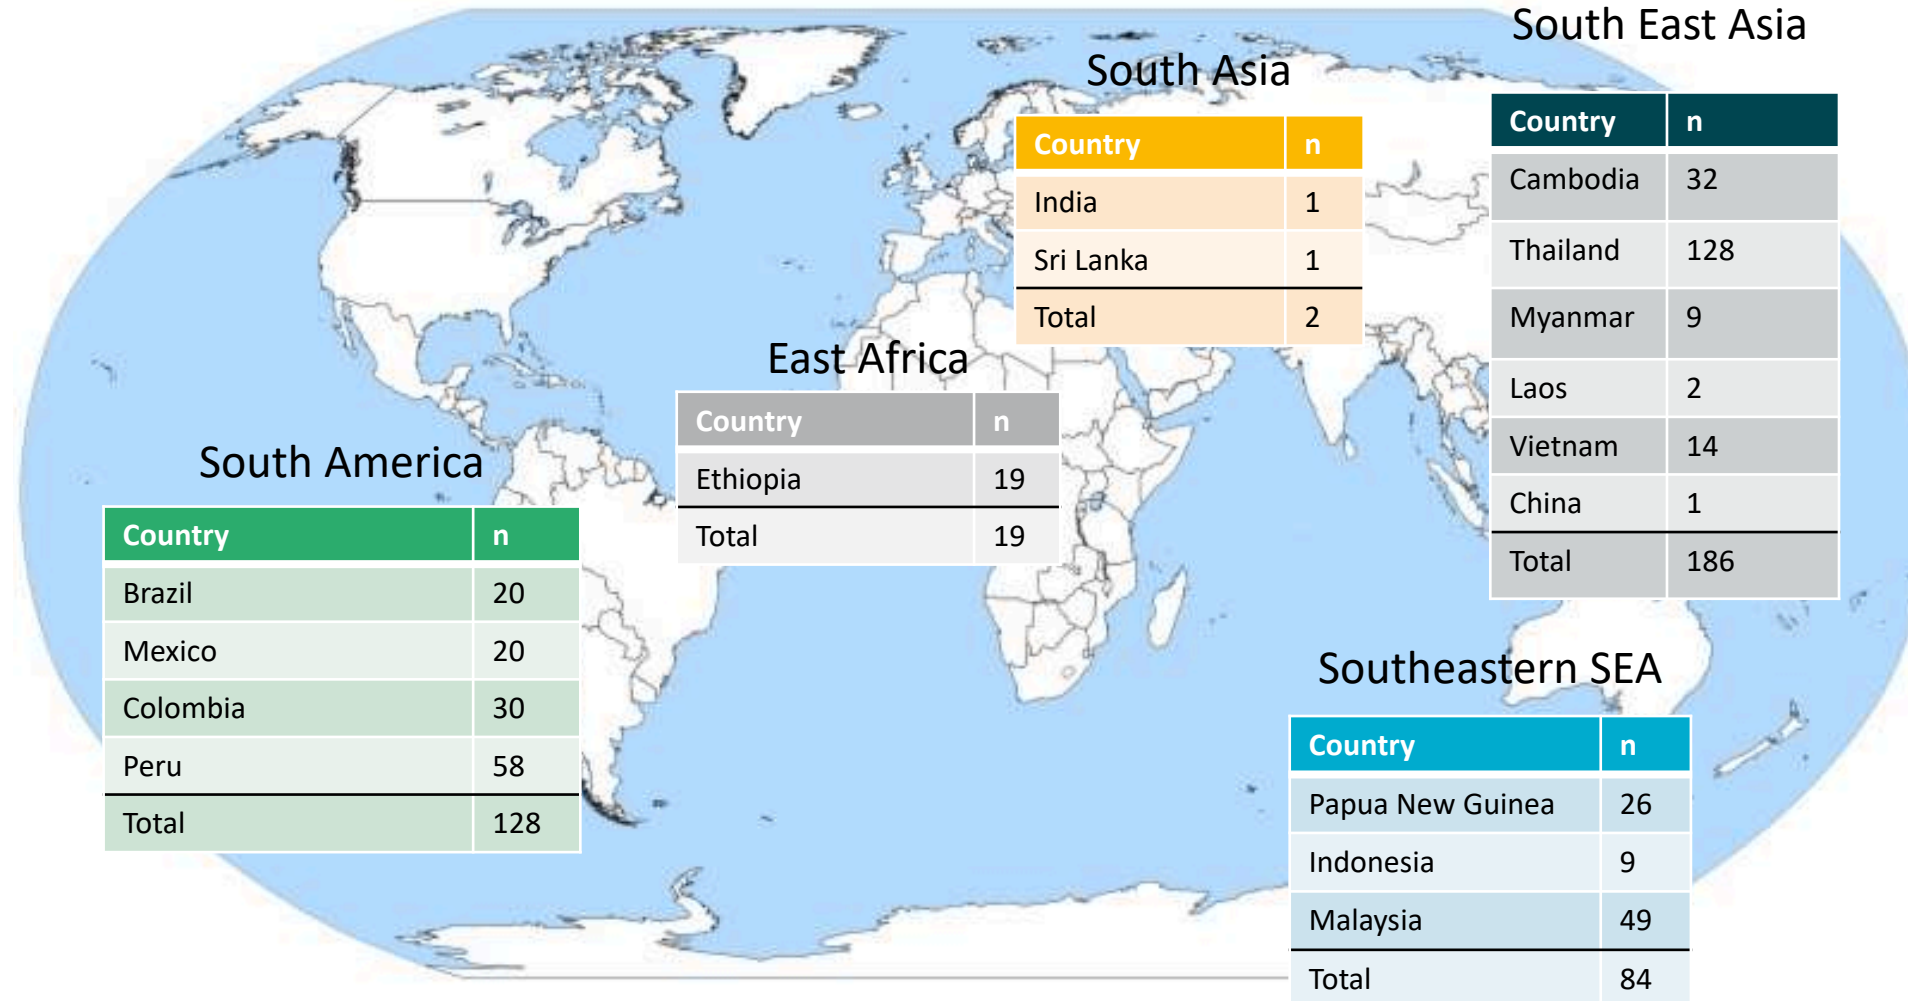 South East Asia
Country n
Cambodia 32
Thailand 128
Myanmar 9
Laos 2
Vietnam 14
China 1
Total 186
South Asia
Country n
India 1
Sri Lanka 1
Total 2
East Africa
Country n
Ethiopia 19
Total 19
South America
Country n
Brazil 20
Mexico 20
Colombia 30
Peru 58
Total 128
Southeastern SEA
Country n
Papua New Guinea 26
Indonesia 9
Malaysia 49
Total 84